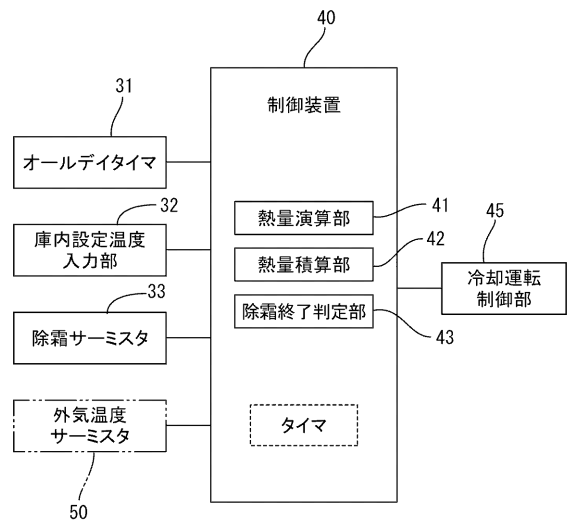 40
制御装置
31
オールデイタイマ
32
庫内設定温度
入力部
33
除霜サーミスタ
外気温度
サーミスタ
50
熱量演算部
41
熱量積算部
42
除霜終了判定部
43
タイマ
45
冷却運転
制御部